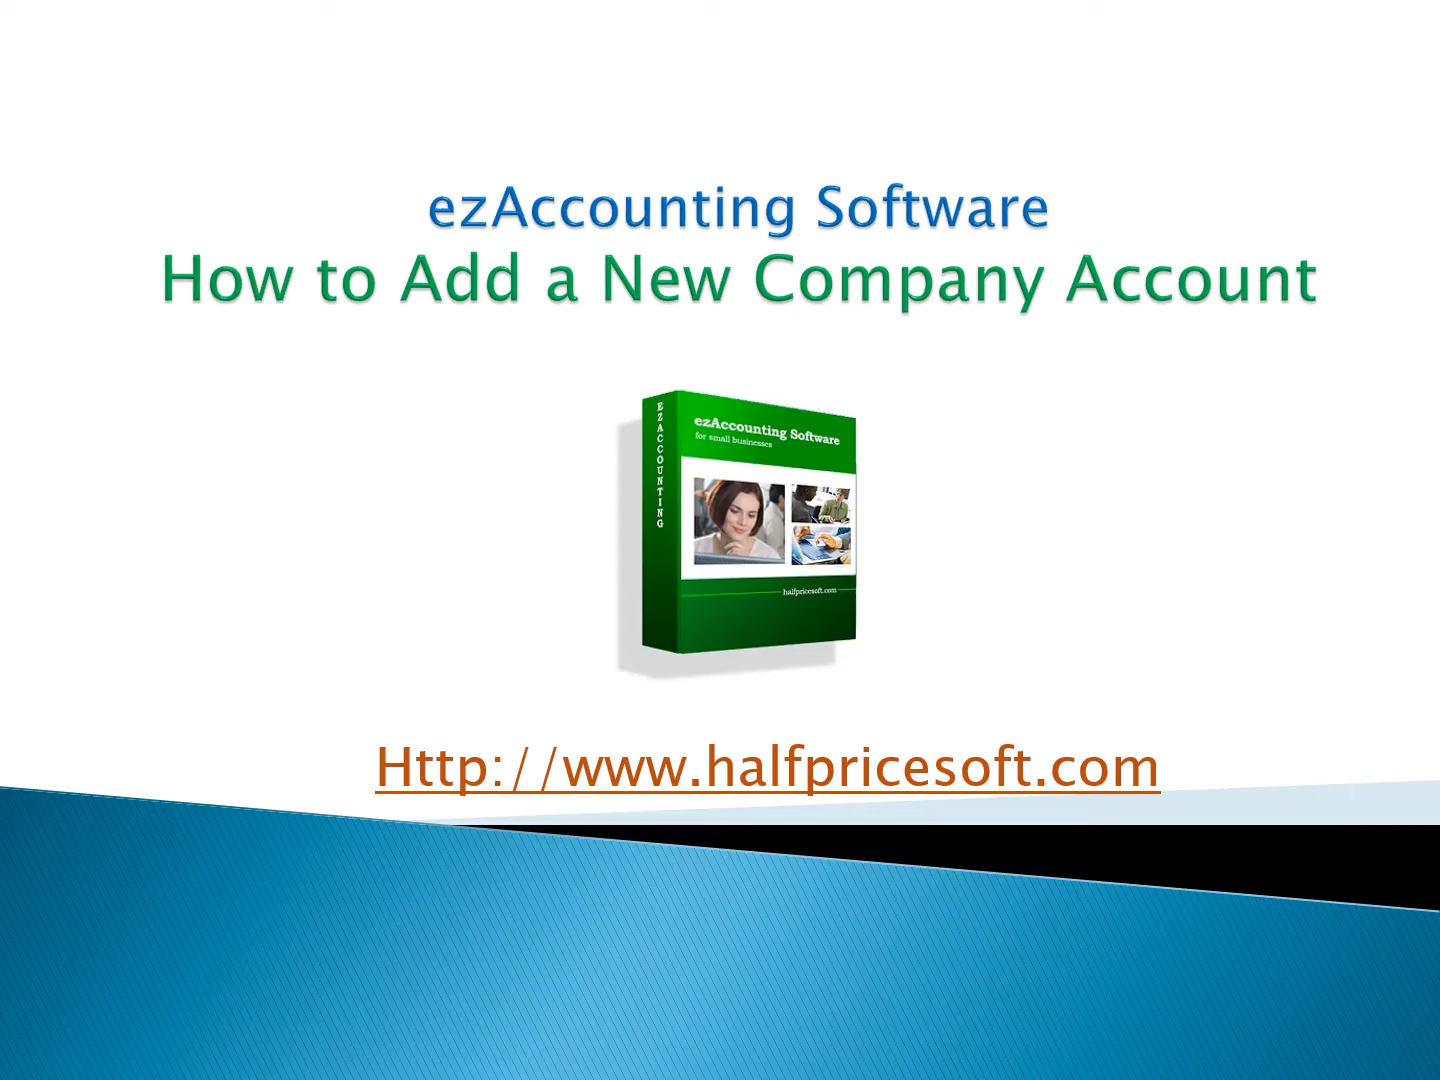 ezAccounting Software
How to Add a New Company Account
EZACCOUNTING
ezAccounting Software
for small businesses
halfpricesoft.com
Http://www.halfpricesoft.com